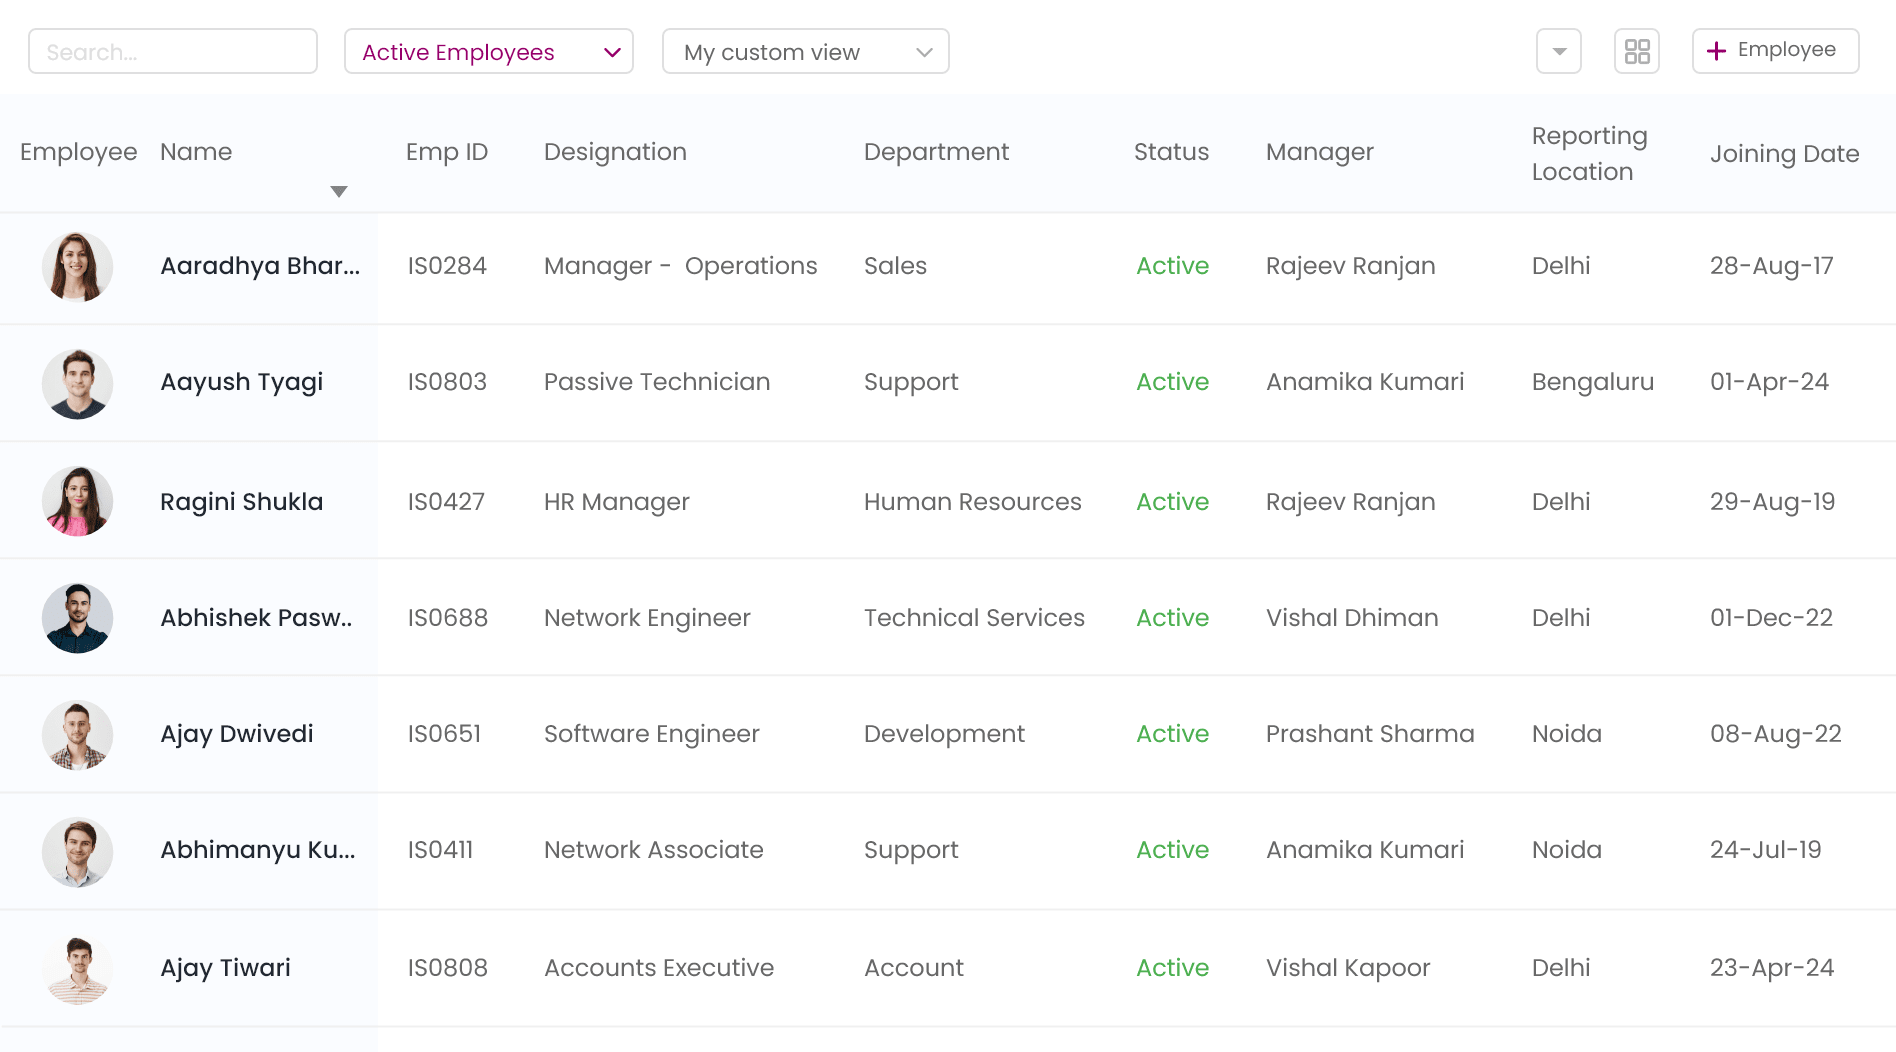 Search...
Active Employees
My custom view
Employee
Employee Name Emp ID Designation Department Status Manager Reporting Location Joining Date
Aaradhya Bhar... IS0284 Manager - Operations Sales Active Rajeev Ranjan Delhi 28-Aug-17
Aayush Tyagi IS0803 Passive Technician Support Active Anamika Kumari Bengaluru 01-Apr-24
Ragini Shukla IS0427 HR Manager Human Resources Active Rajeev Ranjan Delhi 29-Aug-19
Abhishek Pasw.. IS0688 Network Engineer Technical Services Active Vishal Dhiman Delhi 01-Dec-22
Ajay Dwivedi IS0651 Software Engineer Development Active Prashant Sharma Noida 08-Aug-22
Abhimanyu Ku... IS0411 Network Associate Support Active Anamika Kumari Noida 24-Jul-19
Ajay Tiwari IS0808 Accounts Executive Account Active Vishal Kapoor Delhi 23-Apr-24